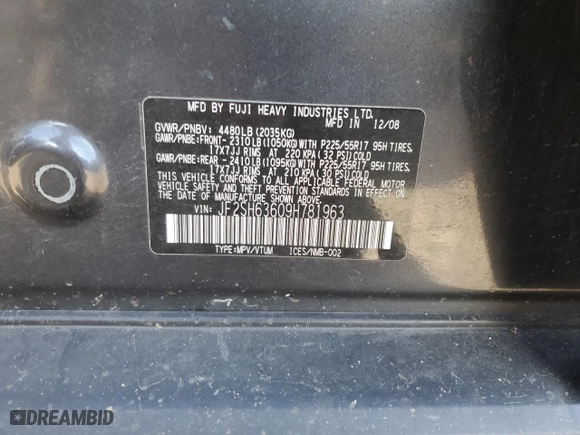 MFD BY FUJI HEAVY INDUSTRIES LTD.
MFD IN 12/08
GVWR/PNBV: 4480LB(2035KG)
GAWR/PNBE:FRONT- 2310LB(1050KG)WITH P225/55R17 95H TIRES,
17X7JJ RIMS AT 220 KPA(32 PSI)COLD
GAWR/PNBE:REAR - 2410LB(1095KG)WITH P225/55R17 95H TIRES,
17X7JJ RIMS AT 210 KPA(30 PSI)COLD
THIS VEHICLE CONFORMS TO ALL APPLICABLE FEDERAL MOTOR
VEHICLE SAFETY AND THEFT PREVENTION STANDARDS IN EFFECT ON
THE DATE OF MANUFACTURE SHOWN ABOVE.
VIN: JF2SH63609H781963
TYPE:MPV/VTUM ICES/NMB-002
DREAMBID